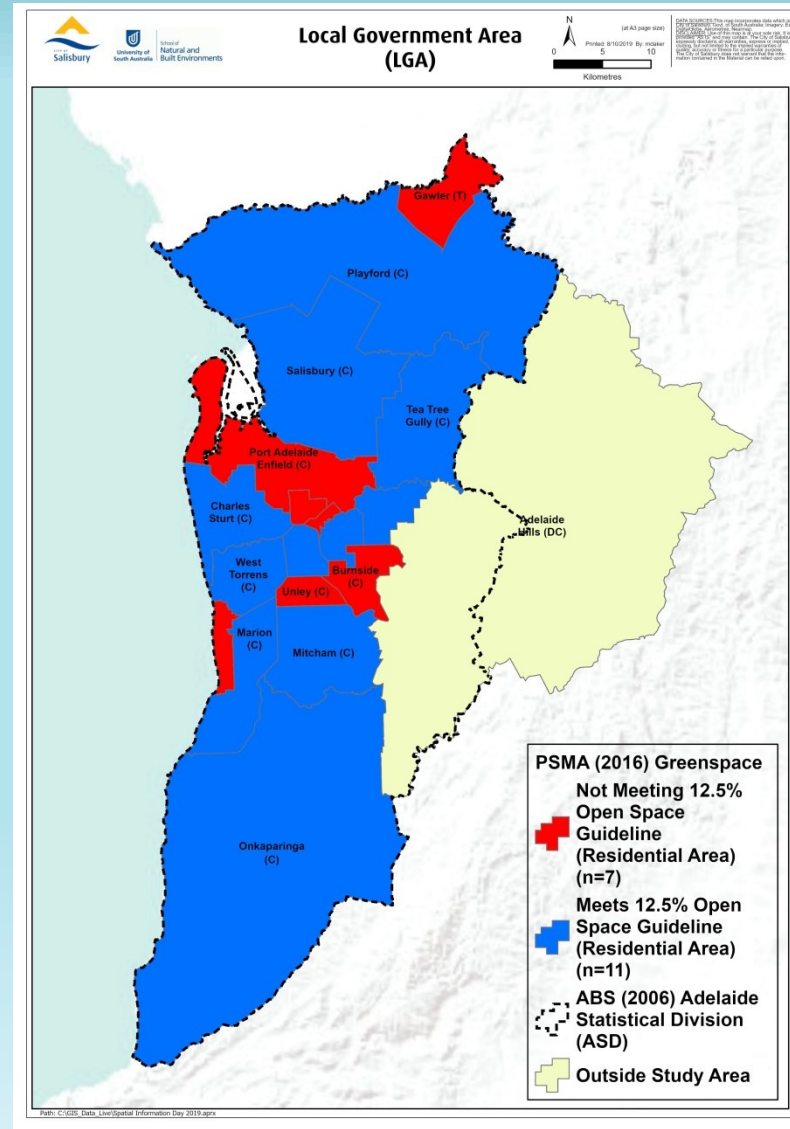 CITY OF
Salisbury
University of
South Australia
School of
Natural and
Built Environments
Local Government Area
(LGA)
N
(at A3 page size)
Printed: 8/10/2019 By: mdaker
0 5 10
Kilometres
Gawler (T)
Playford (C)
Salisbury (C)
Tea Tree
Gully (C)
Port Adelaide
Enfield (C)
Charles
Sturt (C)
Adelaide
Hills (DC)
West
Torrens
(C)
Burnside
(C)
Unley (C)
Marion
(C)
Mitcham (C)
Onkaparinga
(C)
PSMA (2016) Greenspace
Not Meeting 12.5%
Open Space
Guideline
(Residential Area)
(n=7)
Meets 12.5% Open
Space Guideline
(Residential Area)
(n=11)
ABS (2006) Adelaide
Statistical Division
(ASD)
Outside Study Area
Path: C:\GIS_Data_Live\Spatial Information Day 2019.aprx